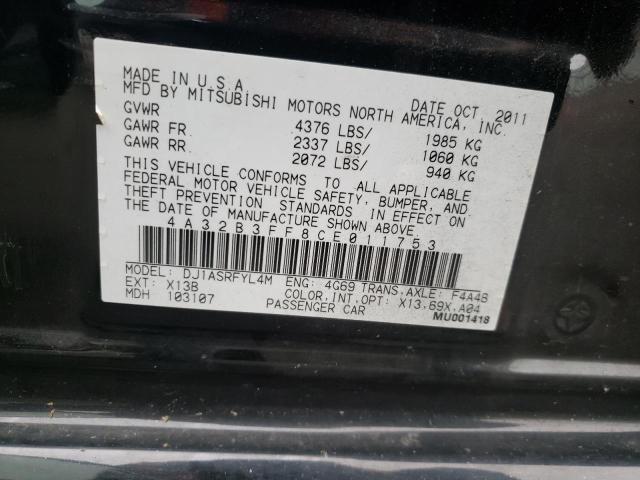 MADE IN U S A DATE OCT 2011
MFD BY MITSUBISHI MOTORS NORTH AMERICA, INC.
GVWR 4376 LBS/ 1985 KG
GAWR FR. 2337 LBS/ 1060 KG
GAWR RR. 2072 LBS/ 940 KG
THIS VEHICLE CONFORMS TO ALL APPLICABLE
FEDERAL MOTOR VEHICLE SAFETY, BUMPER, AND
THEFT PREVENTION STANDARDS IN EFFECT ON
THE DATE OF MANUFACTURE SHOWN ABOVE.
4A32B3FF8CE011753
MODEL: DJ1ASRFYL4M ENG: 4G69 TRANS,AXLE: F4A4B
EXT: X13B COLOR,INT,OPT: X13,69X,A04
MDH 103107 PASSENGER CAR
MU001418